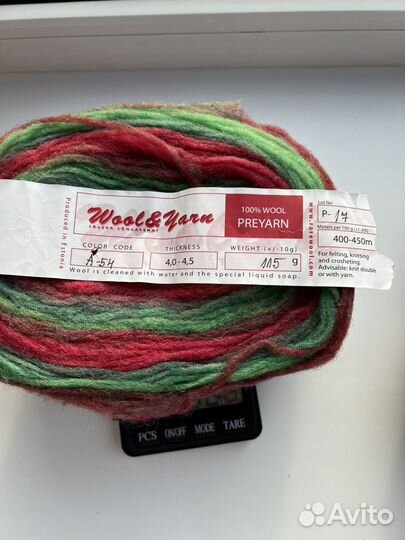 Produced in Estonia
Wool&Yarn
JÕGEVA LÕNGATEHAS
100% WOOL
PREYARN
COLOR CODE
A-54
THICKNESS
4,0-4,5
WEIGHT (+/-10g)
115 g
Wool is cleaned with water and the special liquid soap.
www.ratewool.com
Lot No
P-17
Meters per 100 g (+/-5%)
400-450m
For felting, knitting
and crosheting.
Advisable: knit double
or with yarn.
PCS ON/OFF MODE TARE
Avito